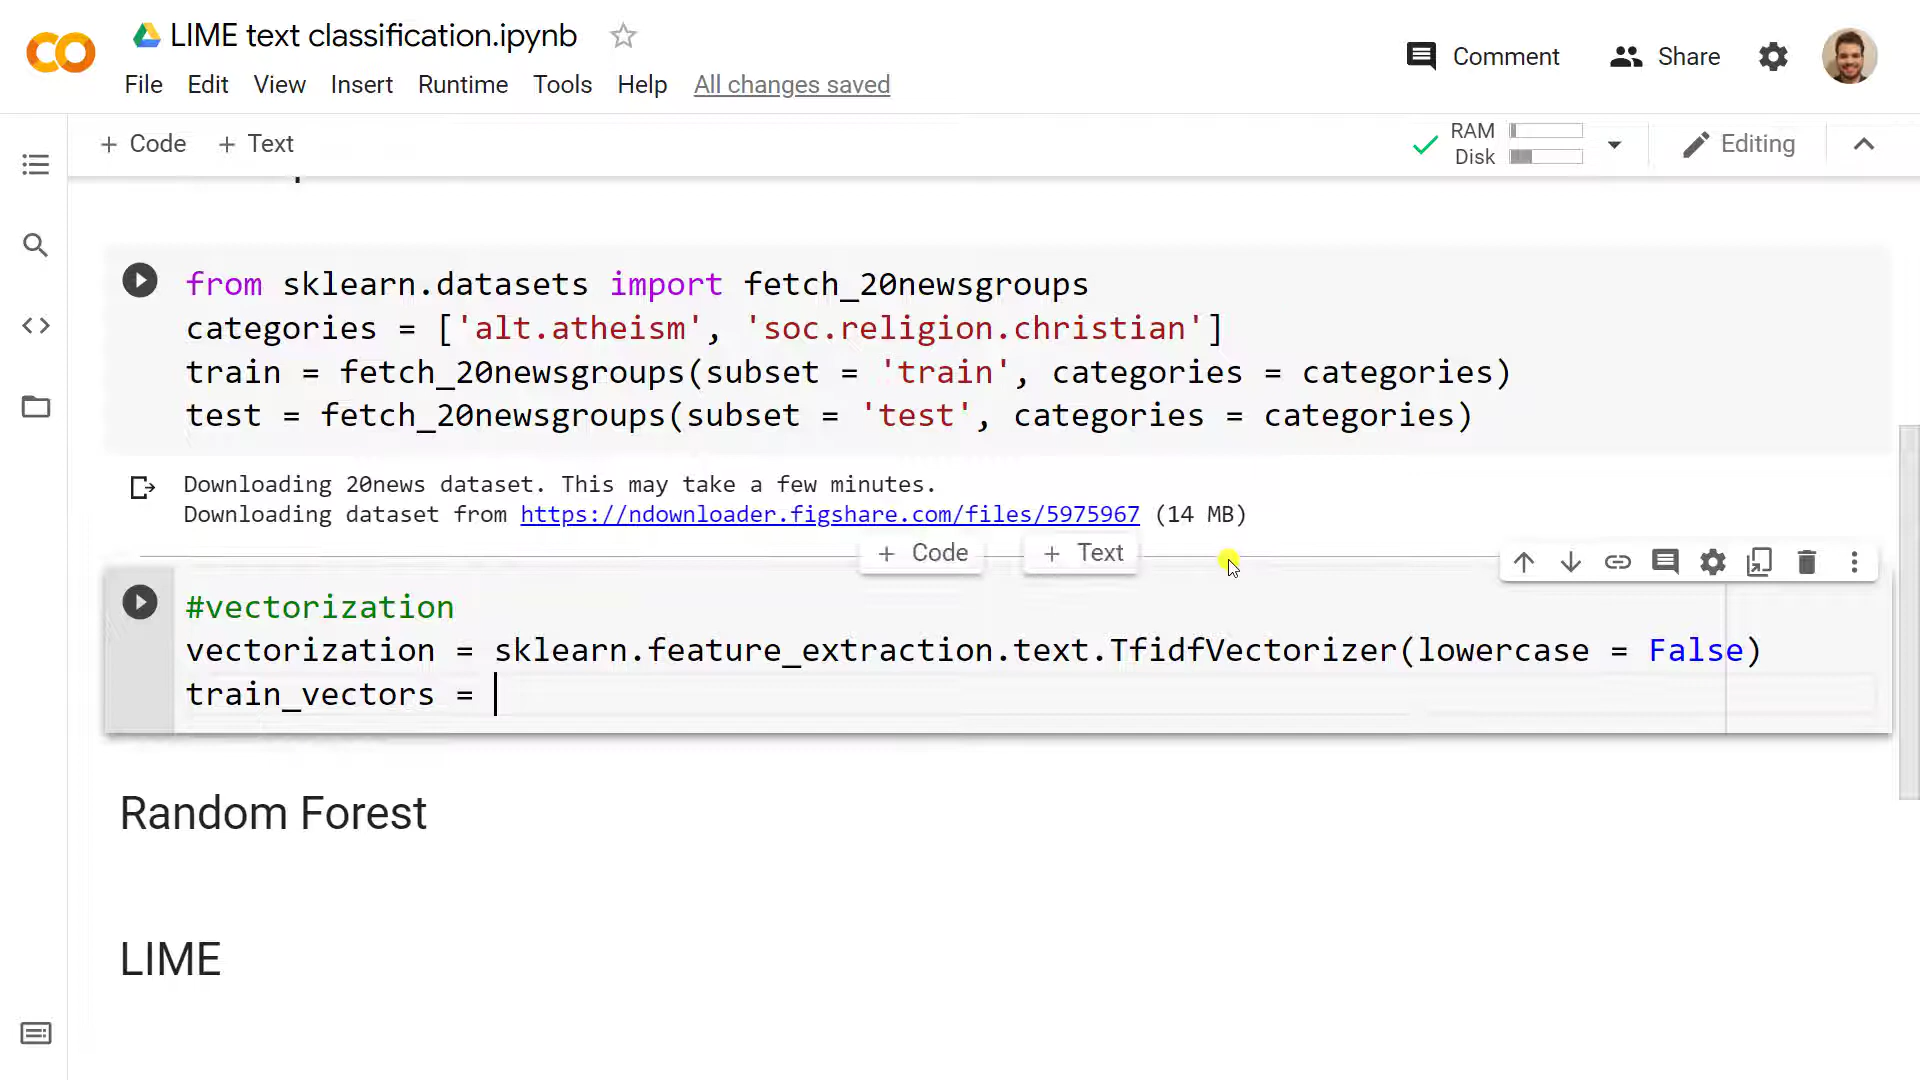 LIME text classification.ipynb
Comment
Share
File Edit View Insert Runtime Tools Help All changes saved
+ Code + Text
RAM
Disk
Editing
from sklearn.datasets import fetch_20newsgroups
categories = ['alt.atheism', 'soc.religion.christian']
train = fetch_20newsgroups(subset = 'train', categories = categories)
test = fetch_20newsgroups(subset = 'test', categories = categories)
Downloading 20news dataset. This may take a few minutes.
Downloading dataset from https://ndownloader.figshare.com/files/5975967 (14 MB)
+ Code + Text
#vectorization
vectorization = sklearn.feature_extraction.text.TfidfVectorizer(lowercase = False)
train_vectors =
Random Forest
LIME